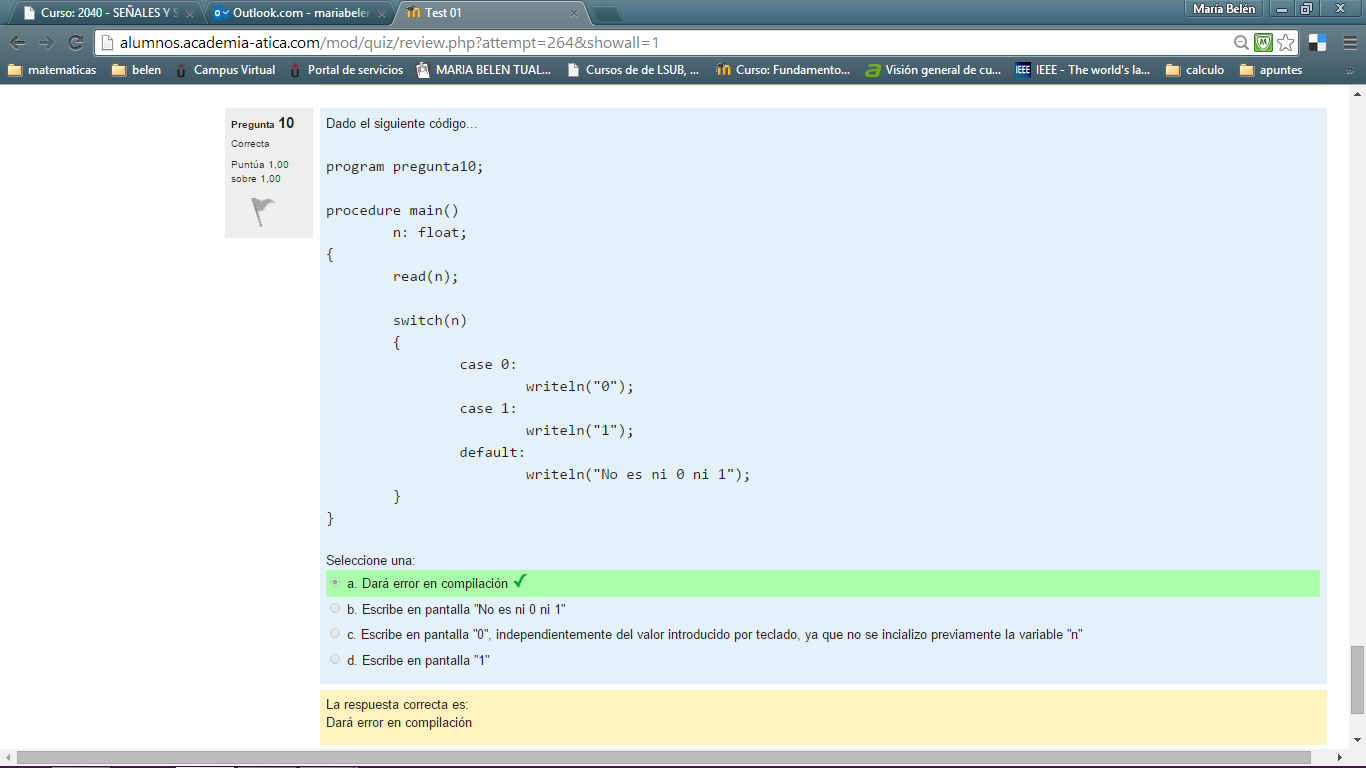 Curso: 2040 - SEÑALES Y S
Outlook.com - mariabelen
Test 01
María Belén
alumnos.academia-atica.com/mod/quiz/review.php?attempt=264&showall=1
matematicas
belen
Campus Virtual
Portal de servicios
MARIA BELEN TUAL...
Cursos de de LSUB, ...
Curso: Fundamento...
Visión general de cu...
IEEE - The world's la...
calculo
apuntes
»
Pregunta 10
Correcta
Puntúa 1,00
sobre 1,00
Dado el siguiente código...
program pregunta10;
procedure main()
n: float;
{
read(n);
switch(n)
{
case 0:
writeln("0");
case 1:
writeln("1");
default:
writeln("No es ni 0 ni 1");
}
}
Seleccione una:
a. Dará error en compilación
b. Escribe en pantalla "No es ni 0 ni 1"
c. Escribe en pantalla "0", independientemente del valor introducido por teclado, ya que no se incializo previamente la variable "n"
d. Escribe en pantalla "1"
La respuesta correcta es:
Dará error en compilación